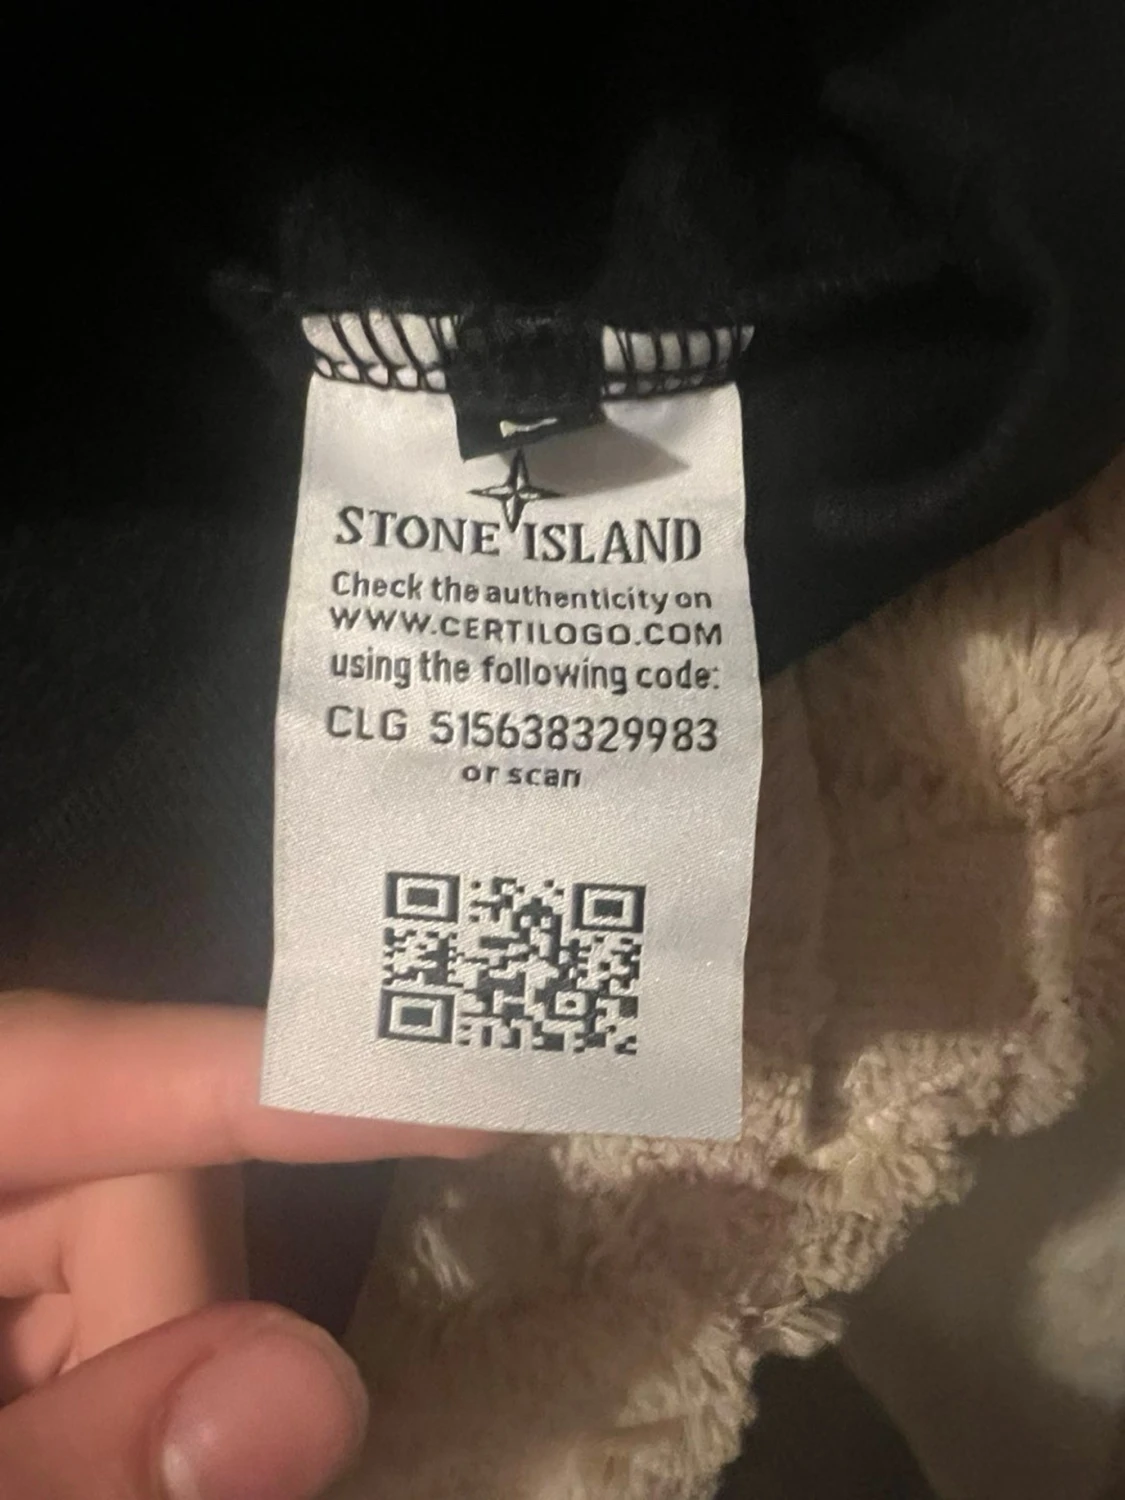 STONE ISLAND
Check the authenticity on
WWW.CERTILOGO.COM
using the following code:
CLG 515638329983
or scan